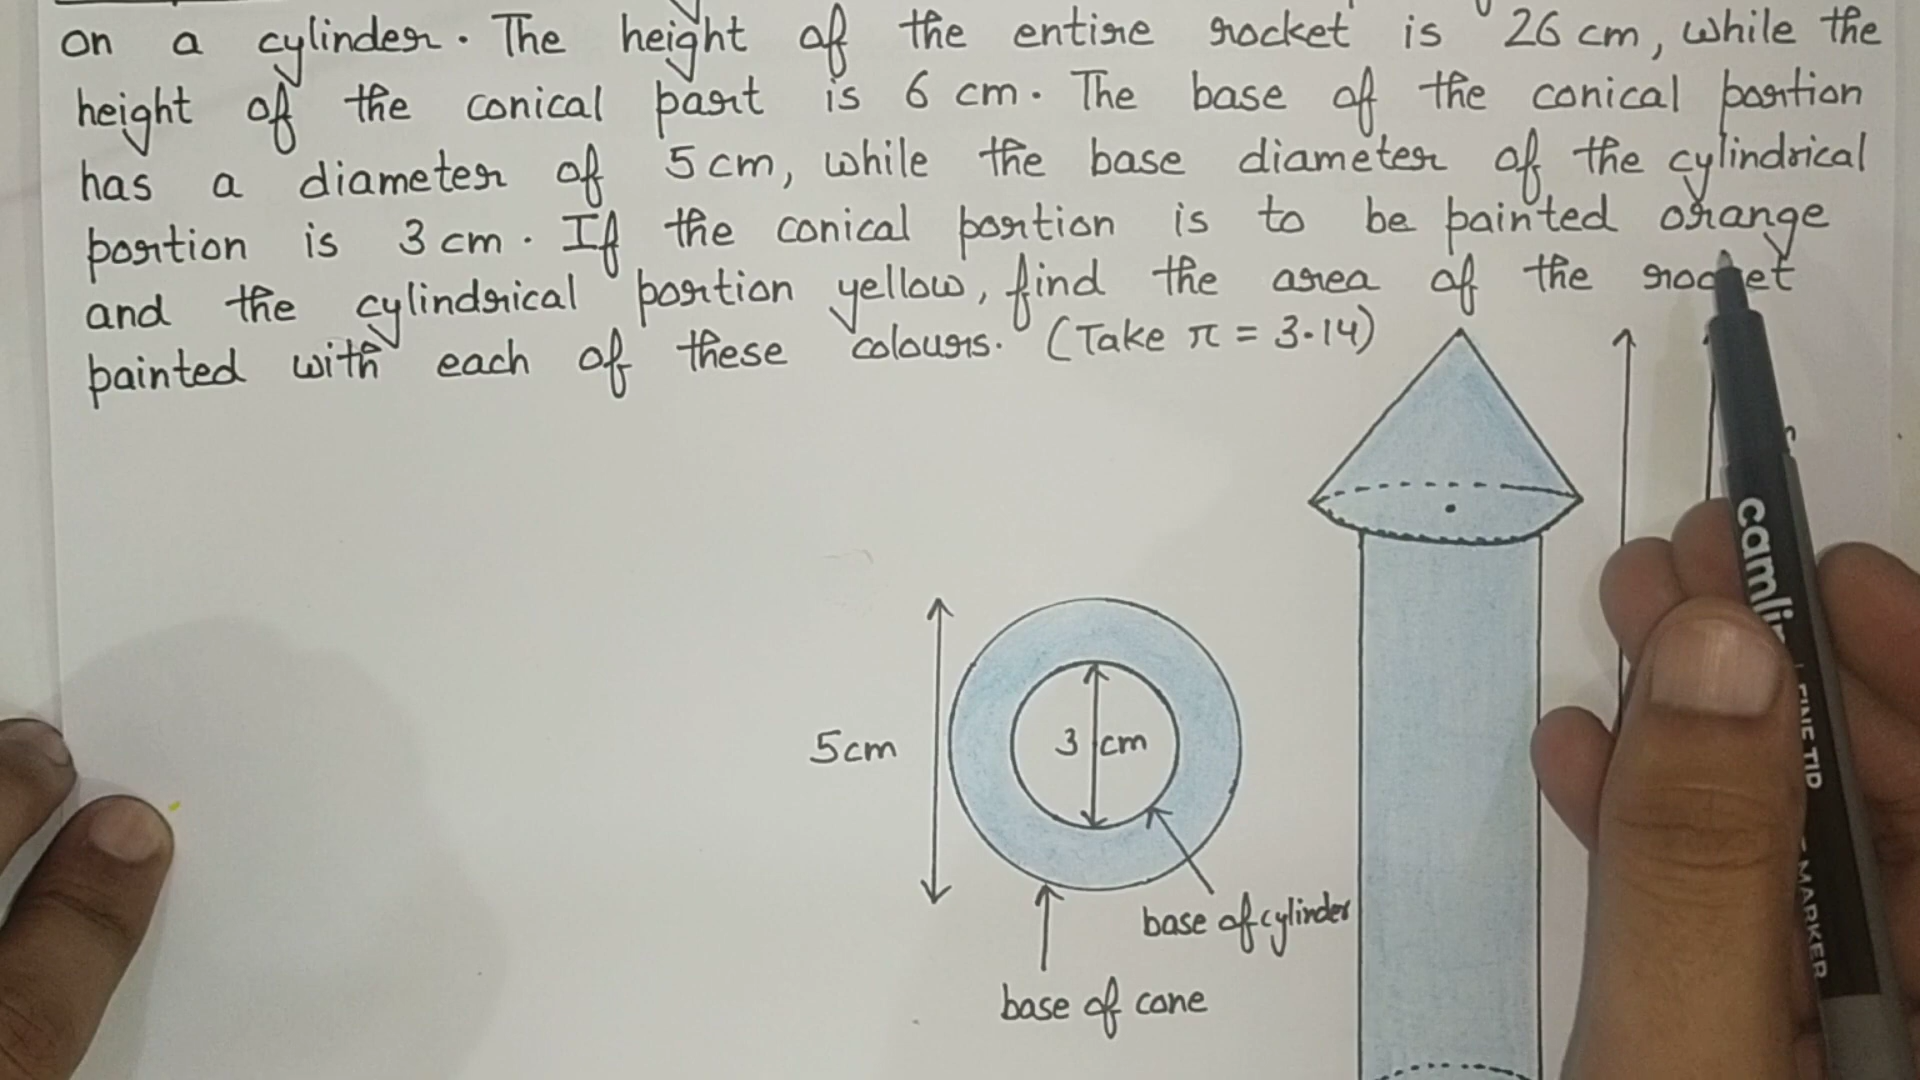 on a cylinder. The height of the entire rocket is 26 cm, while the
height of the conical part is 6 cm. The base of the conical portion
has a diameter of 5 cm, while the base diameter of the cylindrical
portion is 3 cm. If the conical portion is to be painted orange
and the cylindrical portion yellow, find the area of the rocket
painted with each of these colours. (Take π = 3.14)
5cm
3 cm
base of cylinder
base of cone
FINE TIP
MARKER